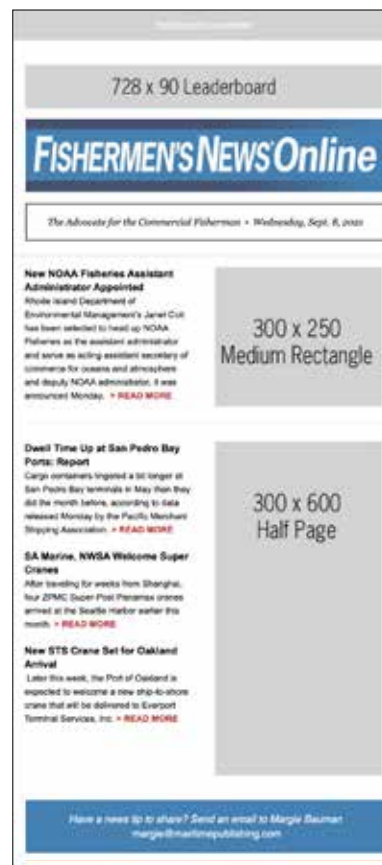 728 x 90 Leaderboard
FISHERMEN'S NEWS Online
The Advocate for the Commercial Fisherman • Wednesday, Sept. 8, 2021
New NOAA Fisheries Assistant
Administrator Appointed
Rhode Island Department of
Environmental Management's Janet Coit
has been selected to head up NOAA
Fisheries as the assistant administrator
and serve as acting assistant secretary of
commerce for oceans and atmosphere
and deputy NOAA administrator, it was
announced Monday. > READ MORE
300 x 250
Medium Rectangle
Dwell Time Up at San Pedro Bay
Ports: Report
Cargo containers lingered a bit longer at
San Pedro Bay terminals in May than they
did the month before, according to data
released Monday by the Pacific Merchant
Shipping Association. > READ MORE
SA Marine, NWSA Welcome Super
Cranes
After traveling for weeks from Shanghai,
four ZPMC Super-Post Panamax cranes
arrived at the Seattle Harbor earlier this
month. > READ MORE
New STS Crane Set for Oakland
Arrival
Later this week, the Port of Oakland is
expected to welcome a new ship-to-shore
crane that will be delivered to Everport
Terminal Services, Inc. > READ MORE
300 x 600
Half Page
Have a news tip to share? Send an email to Margie Bauman
margie@maritimepublishing.com